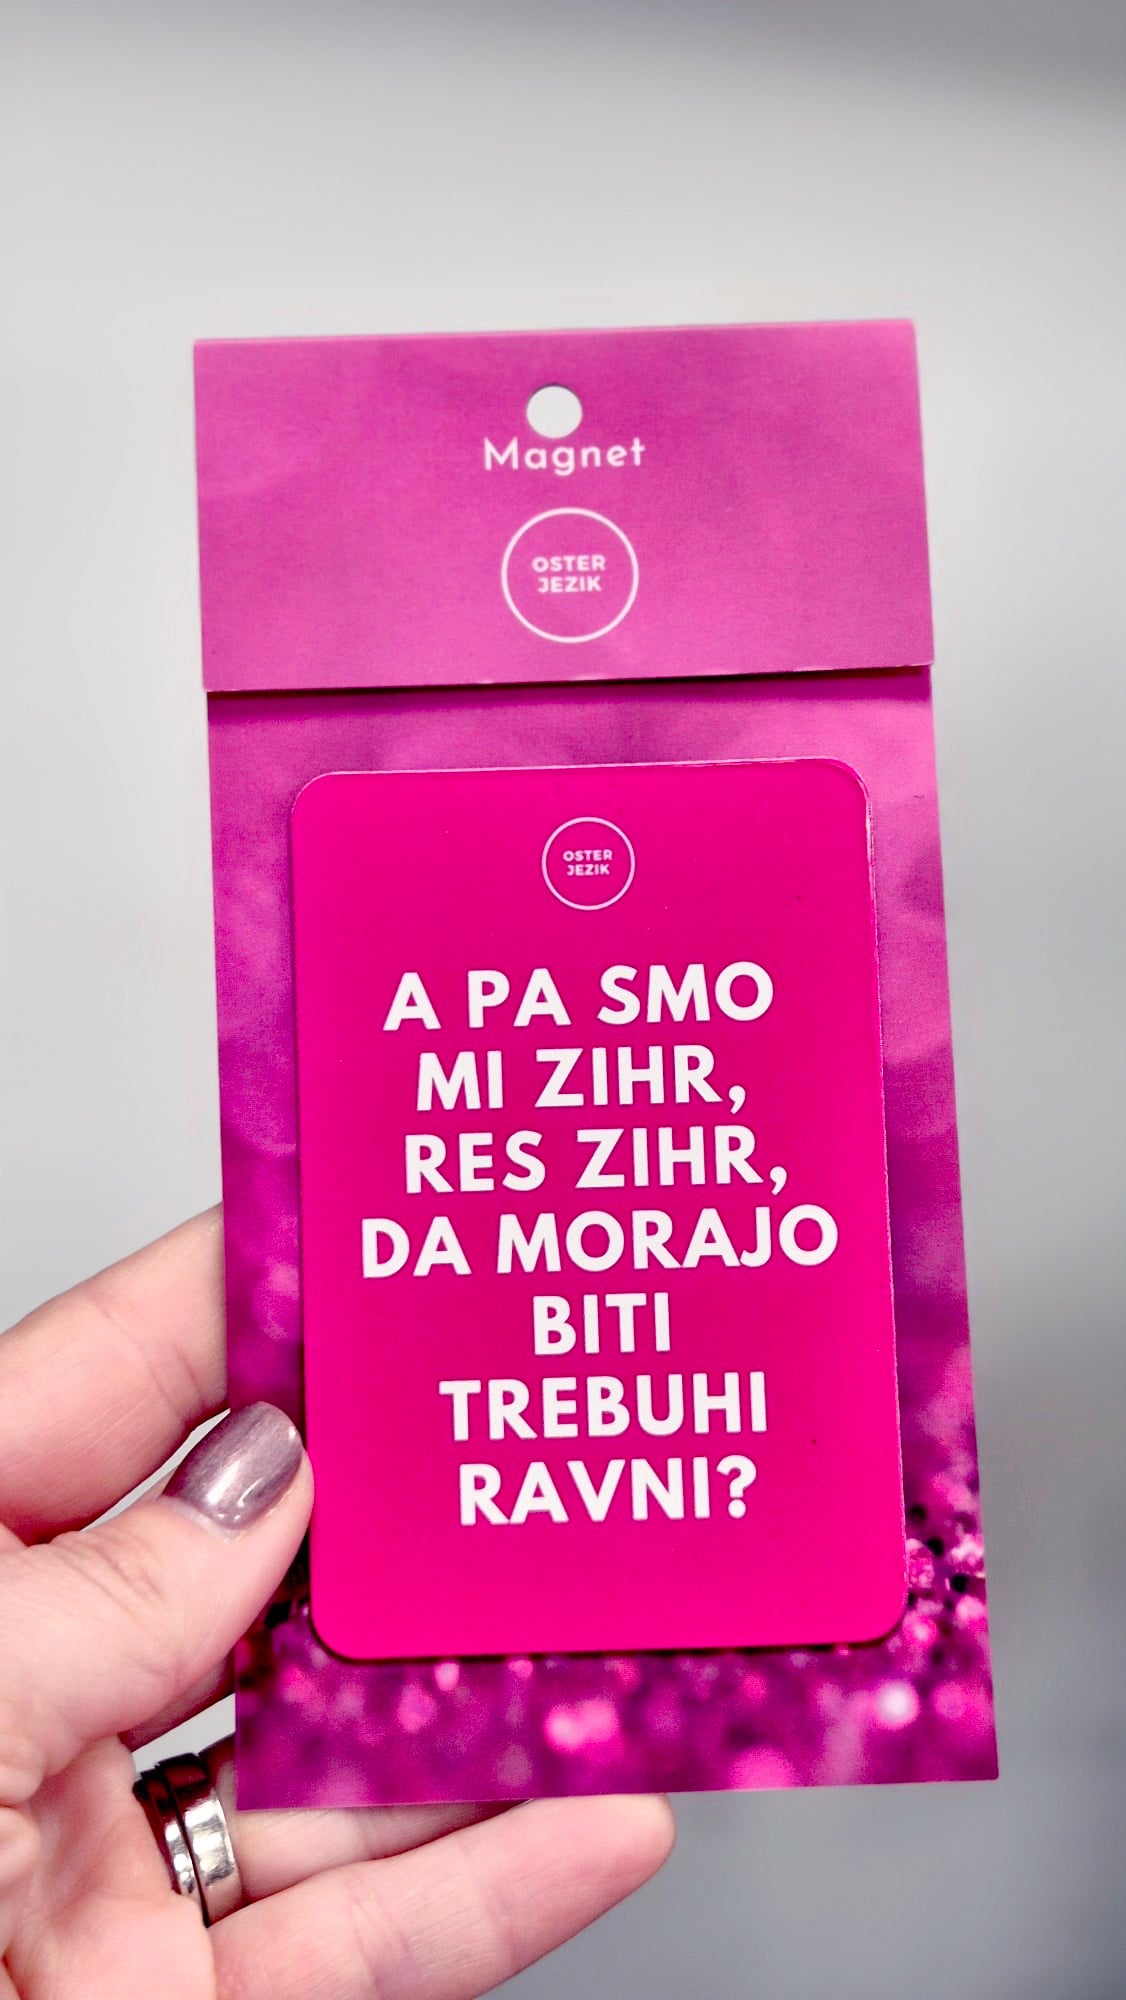 Magnet
OSTER
JEZIK
OSTER
JEZIK
A PA SMO
MI ZIHR,
RES ZIHR,
DA MORAJO
BITI
TREBUHI
RAVNI?